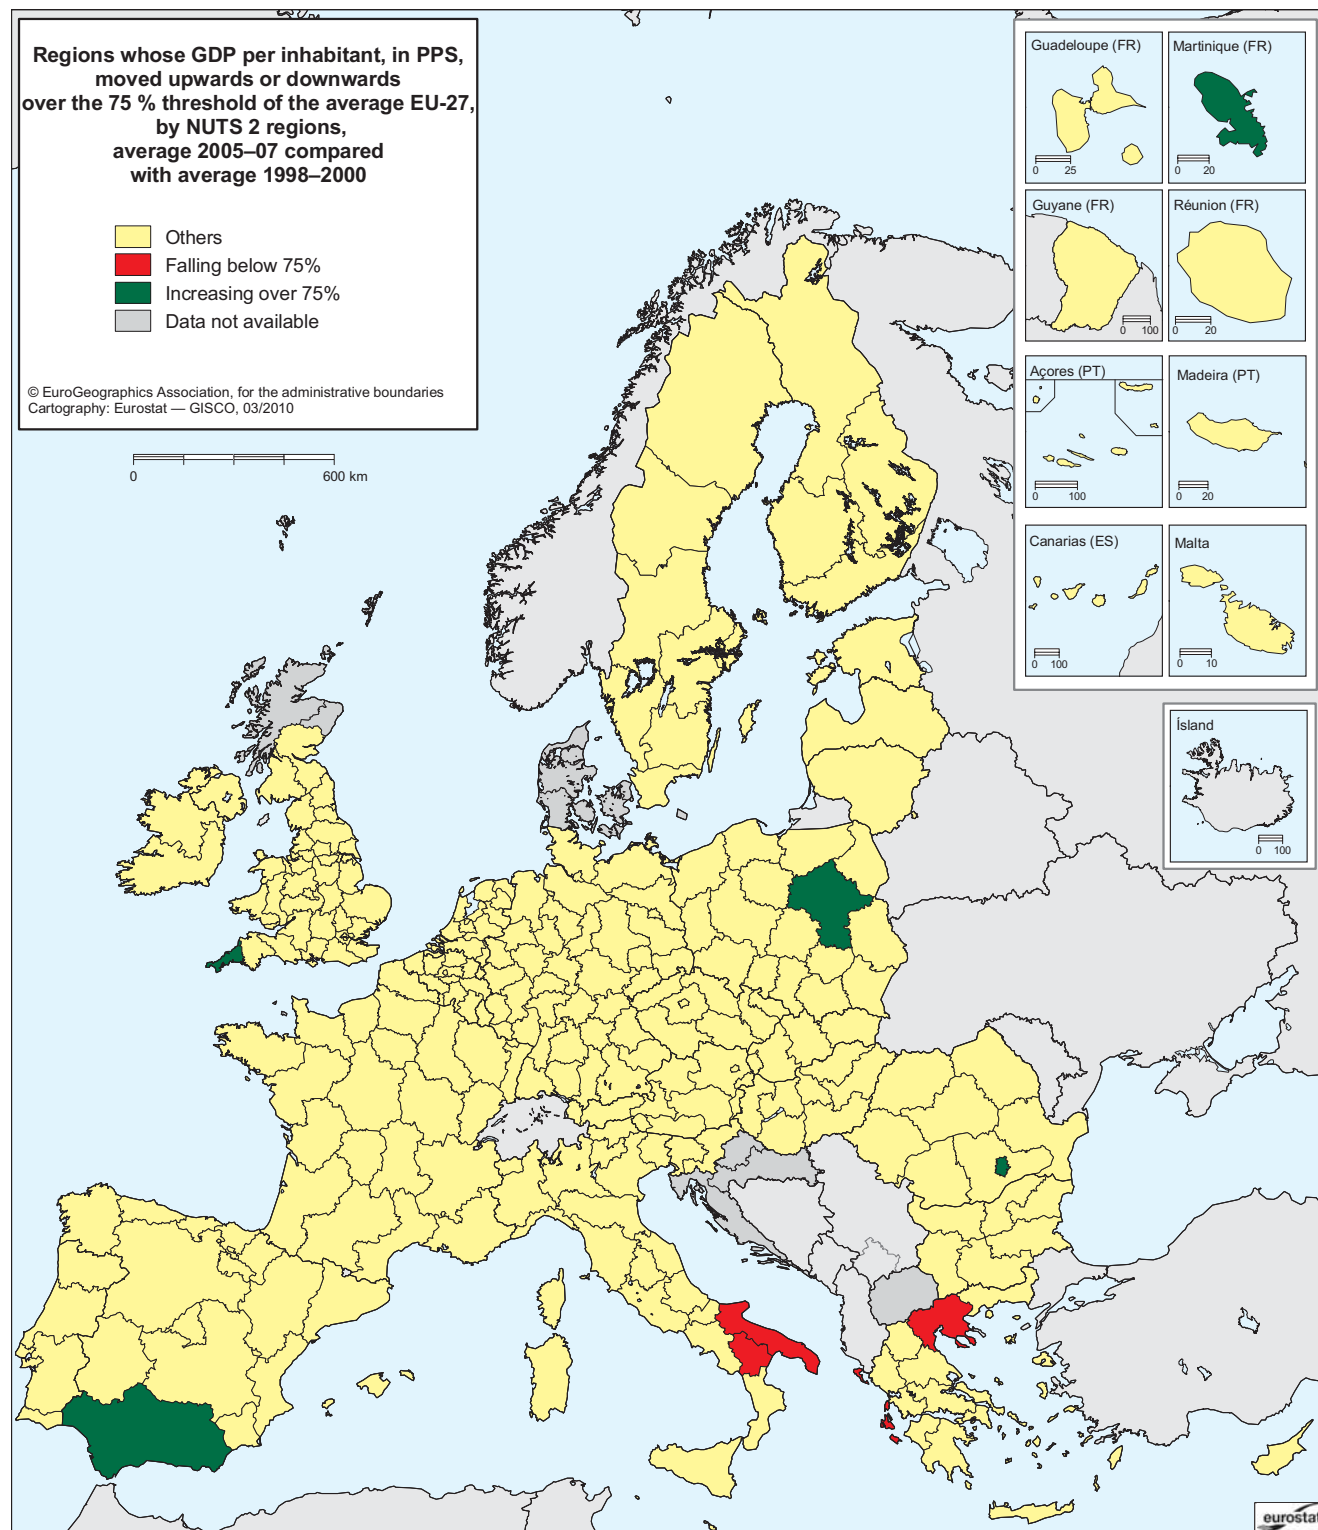 Regions whose GDP per inhabitant, in PPS,
moved upwards or downwards
over the 75 % threshold of the average EU-27,
by NUTS 2 regions,
average 2005–07 compared
with average 1998–2000
Others
Falling below 75%
Increasing over 75%
Data not available
© EuroGeographics Association, for the administrative boundaries
Cartography: Eurostat — GISCO, 03/2010
0 600 km
Guadeloupe (FR)
0 25
Martinique (FR)
0 20
Guyane (FR)
0 100
Réunion (FR)
0 20
Açores (PT)
0 100
Madeira (PT)
0 20
Canarias (ES)
0 100
Malta
0 10
Ísland
0 100
eurostat